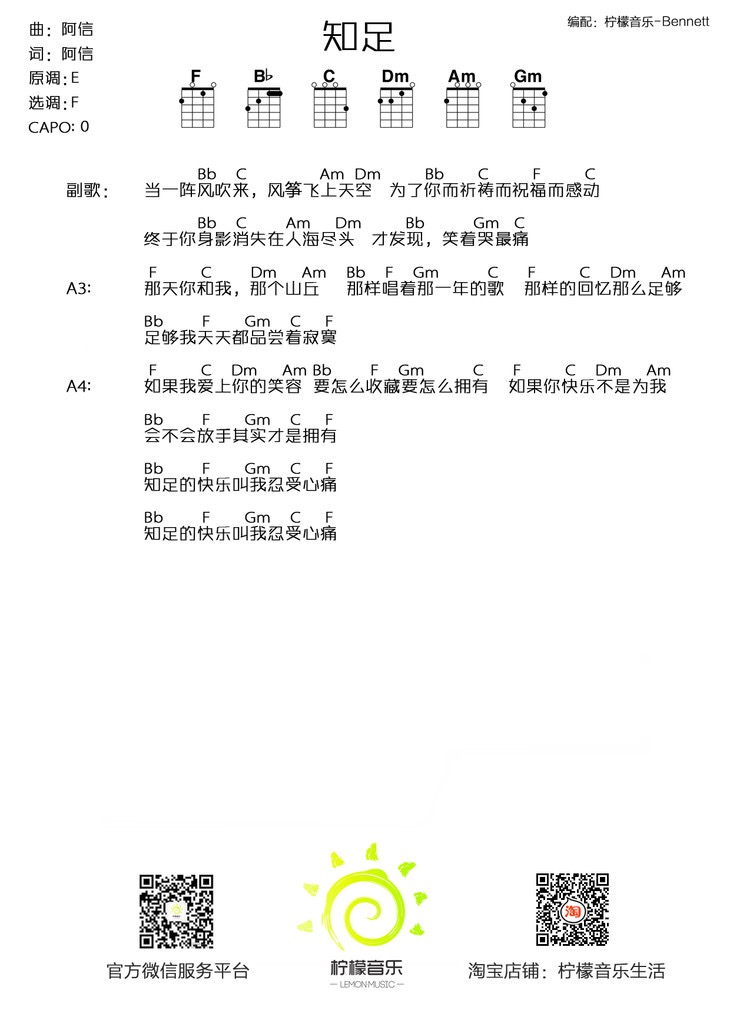 曲：阿信
词：阿信
原调：E
选调：F
CAPO: 0
知足
编配：柠檬音乐-Bennett
F B♭ C Dm Am Gm
Bb C Am Dm Bb C F C
副歌： 当一阵风吹来，风筝飞上天空 为了你而祈祷而祝福而感动
Bb C Am Dm Bb Gm C
终于你身影消失在人海尽头 才发现，笑着哭最痛
F C Dm Am Bb F Gm C F C Dm Am
A3: 那天你和我，那个山丘 那样唱着那一年的歌 那样的回忆那么足够
Bb F Gm C F
足够我天天都品尝着寂寞
F C Dm Am Bb F Gm C F C Dm Am
A4: 如果我爱上你的笑容 要怎么收藏要怎么拥有 如果你快乐不是为我
Bb F Gm C F
会不会放手其实才是拥有
Bb F Gm C F
知足的快乐叫我忍受心痛
Bb F Gm C F
知足的快乐叫我忍受心痛
淘
官方微信服务平台
柠檬音乐
— LEMON MUSIC —
淘宝店铺：柠檬音乐生活